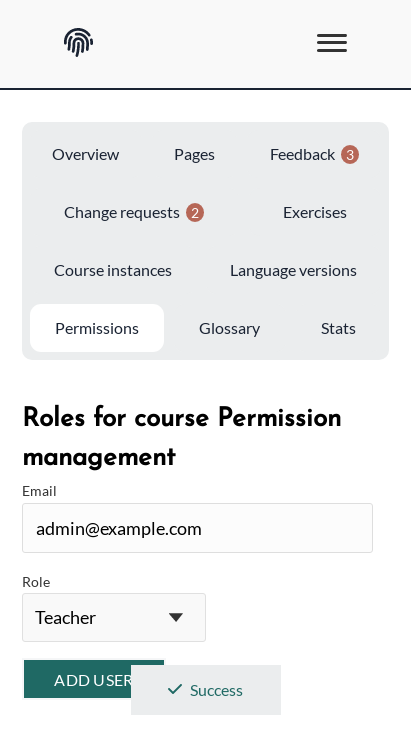 Overview Pages Feedback 3
Change requests 2 Exercises
Course instances Language versions
Permissions Glossary Stats
Roles for course Permission
management
Email
admin@example.com
Role
Teacher
ADD USER
Success